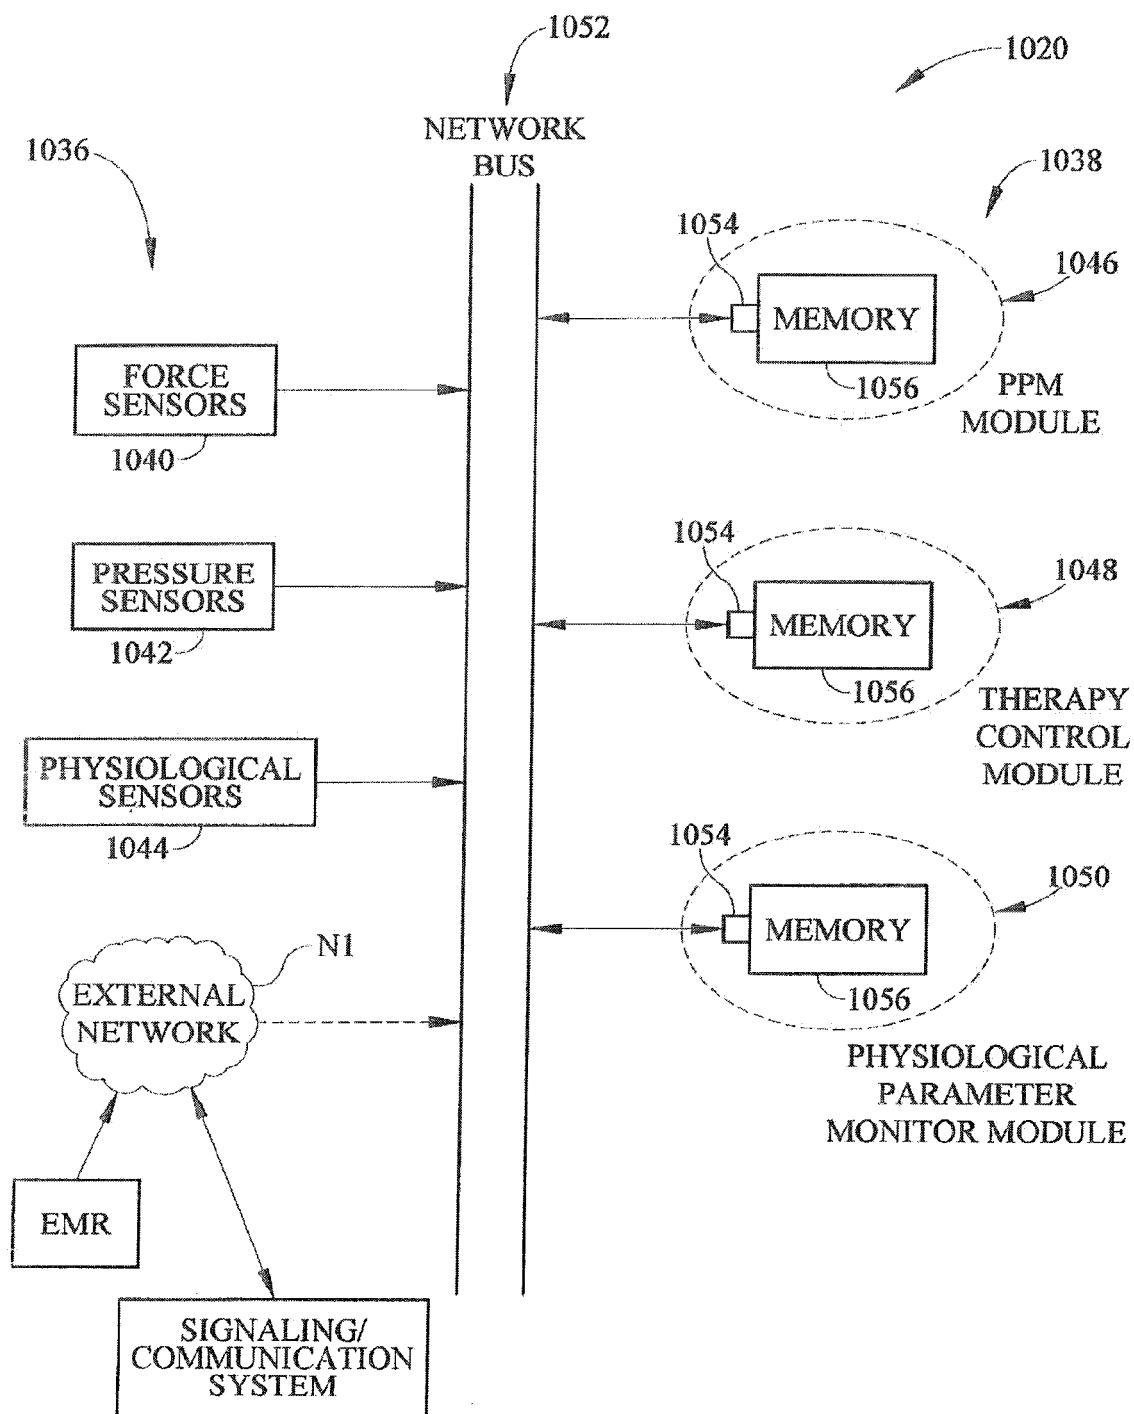 1052
1020
NETWORK
BUS
1036
1038
1054
1046
MEMORY
1056
PPM
MODULE
FORCE
SENSORS
1040
1054
1048
MEMORY
1056
THERAPY
CONTROL
MODULE
PRESSURE
SENSORS
1042
PHYSIOLOGICAL
SENSORS
1044
1054
1050
MEMORY
1056
PHYSIOLOGICAL
PARAMETER
MONITOR MODULE
N1
EXTERNAL
NETWORK
EMR
SIGNALING/
COMMUNICATION
SYSTEM